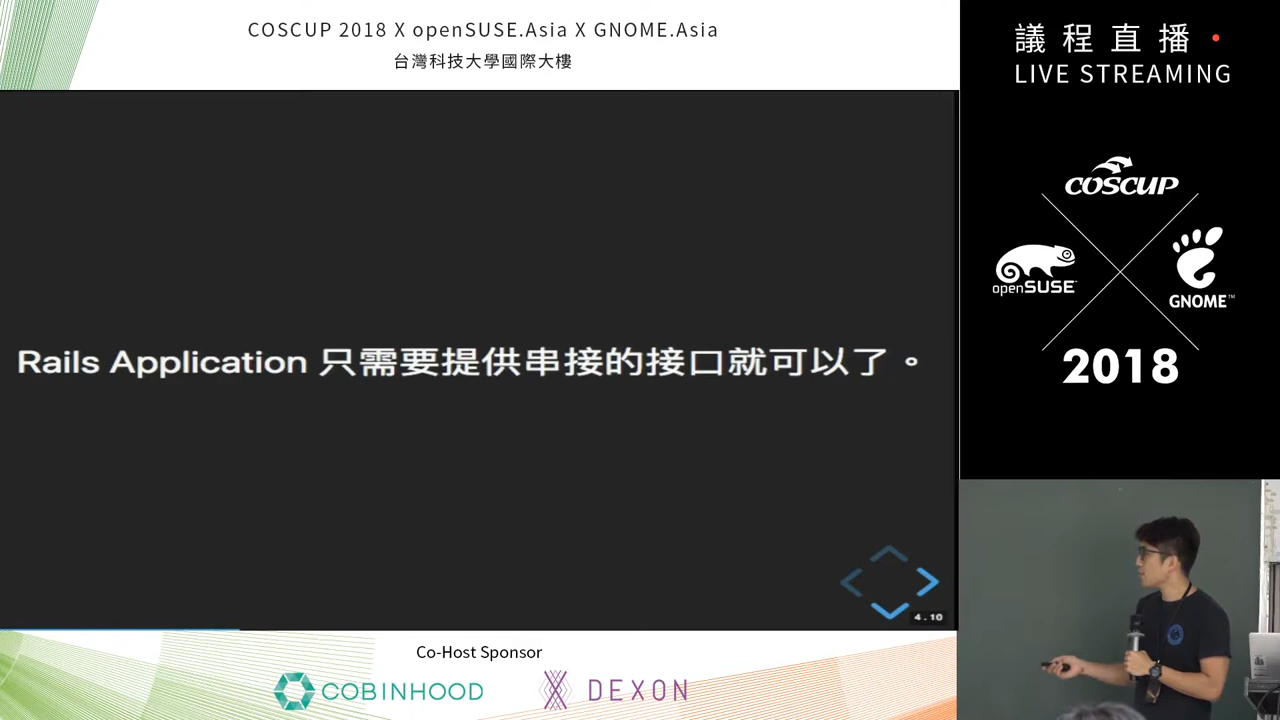 COSCUP 2018 X openSUSE.Asia X GNOME.Asia
台灣科技大學國際大樓
議程直播
LIVE STREAMING
COSCUP
openSUSE
GNOME™
2018
Rails Application 只需要提供串接的接口就可以了。
4.10
Co-Host Sponsor
COBINHOOD
DEXON